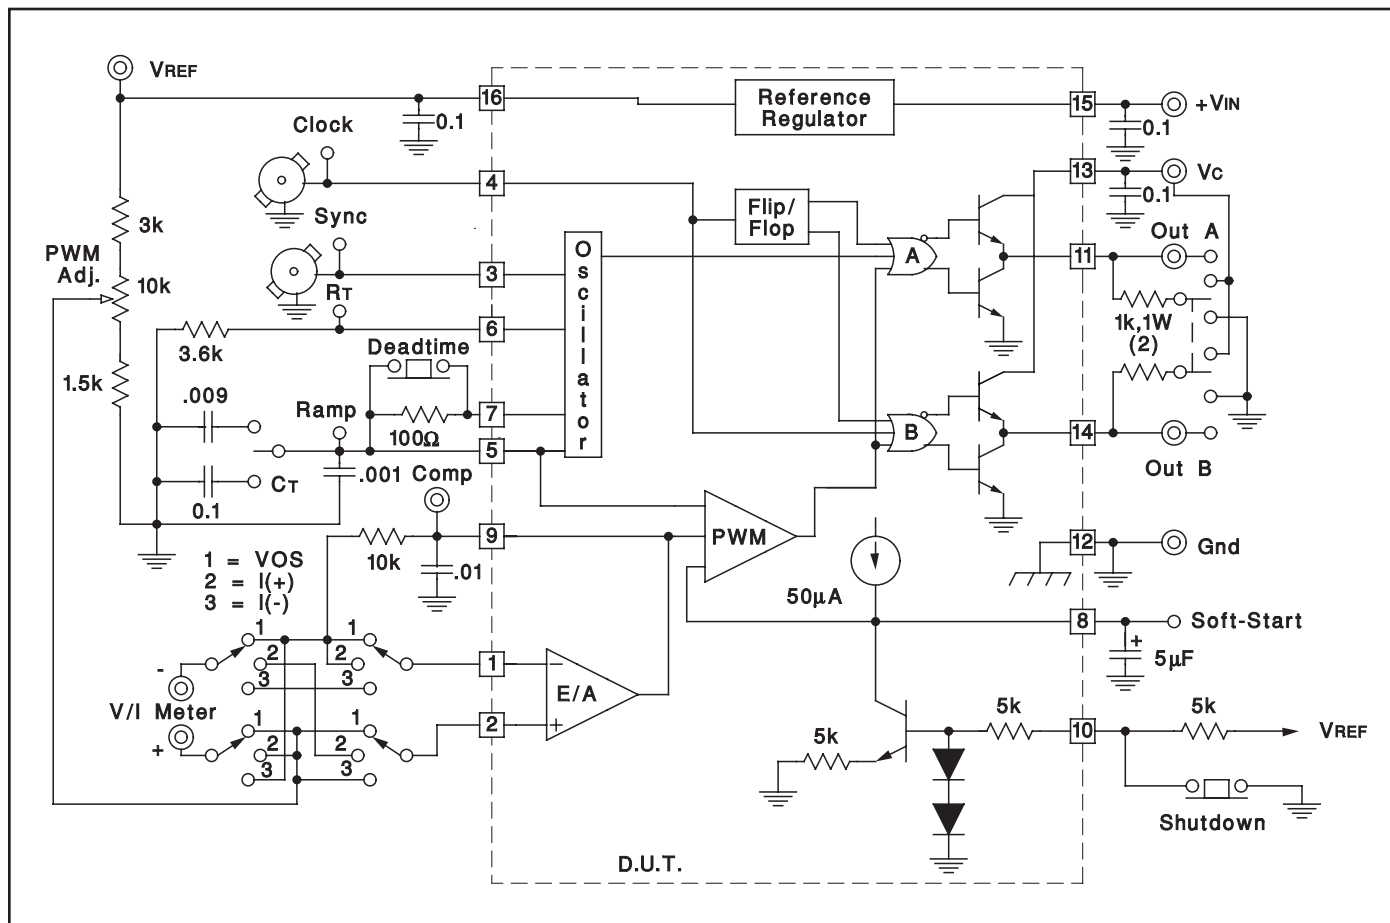 VREF
16
Reference
Regulator
15
+VIN
0.1
0.1
Clock
4
13
VC
0.1
3k
Sync
Flip/
Flop
Out A
PWM
Adj.
10k
3
Oscillator
A
11
RT
6
1k,1W
(2)
3.6k
Deadtime
1.5k
.009
Ramp
7
100Ω
5
B
14
.001
Comp
CT
0.1
Out B
9
PWM
12
Gnd
10k
.01
1 = VOS
2 = I(+)
3 = I(-)
50µA
8
Soft-Start
+
5µF
1
1
2
2
3
3
-
1
−
E/A
V/I Meter
+
1
1
2
2
3
3
2
+
5k
5k
10
5k
VREF
Shutdown
D.U.T.